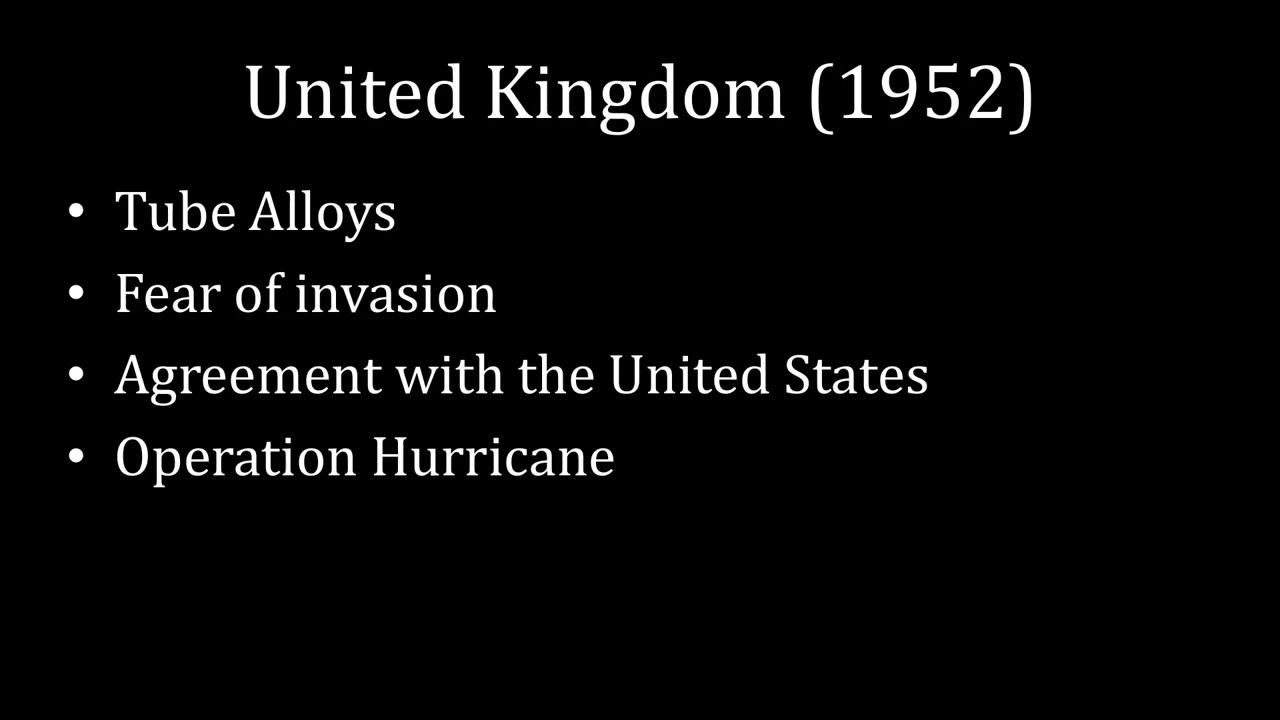 United Kingdom (1952)
• Tube Alloys
• Fear of invasion
• Agreement with the United States
• Operation Hurricane